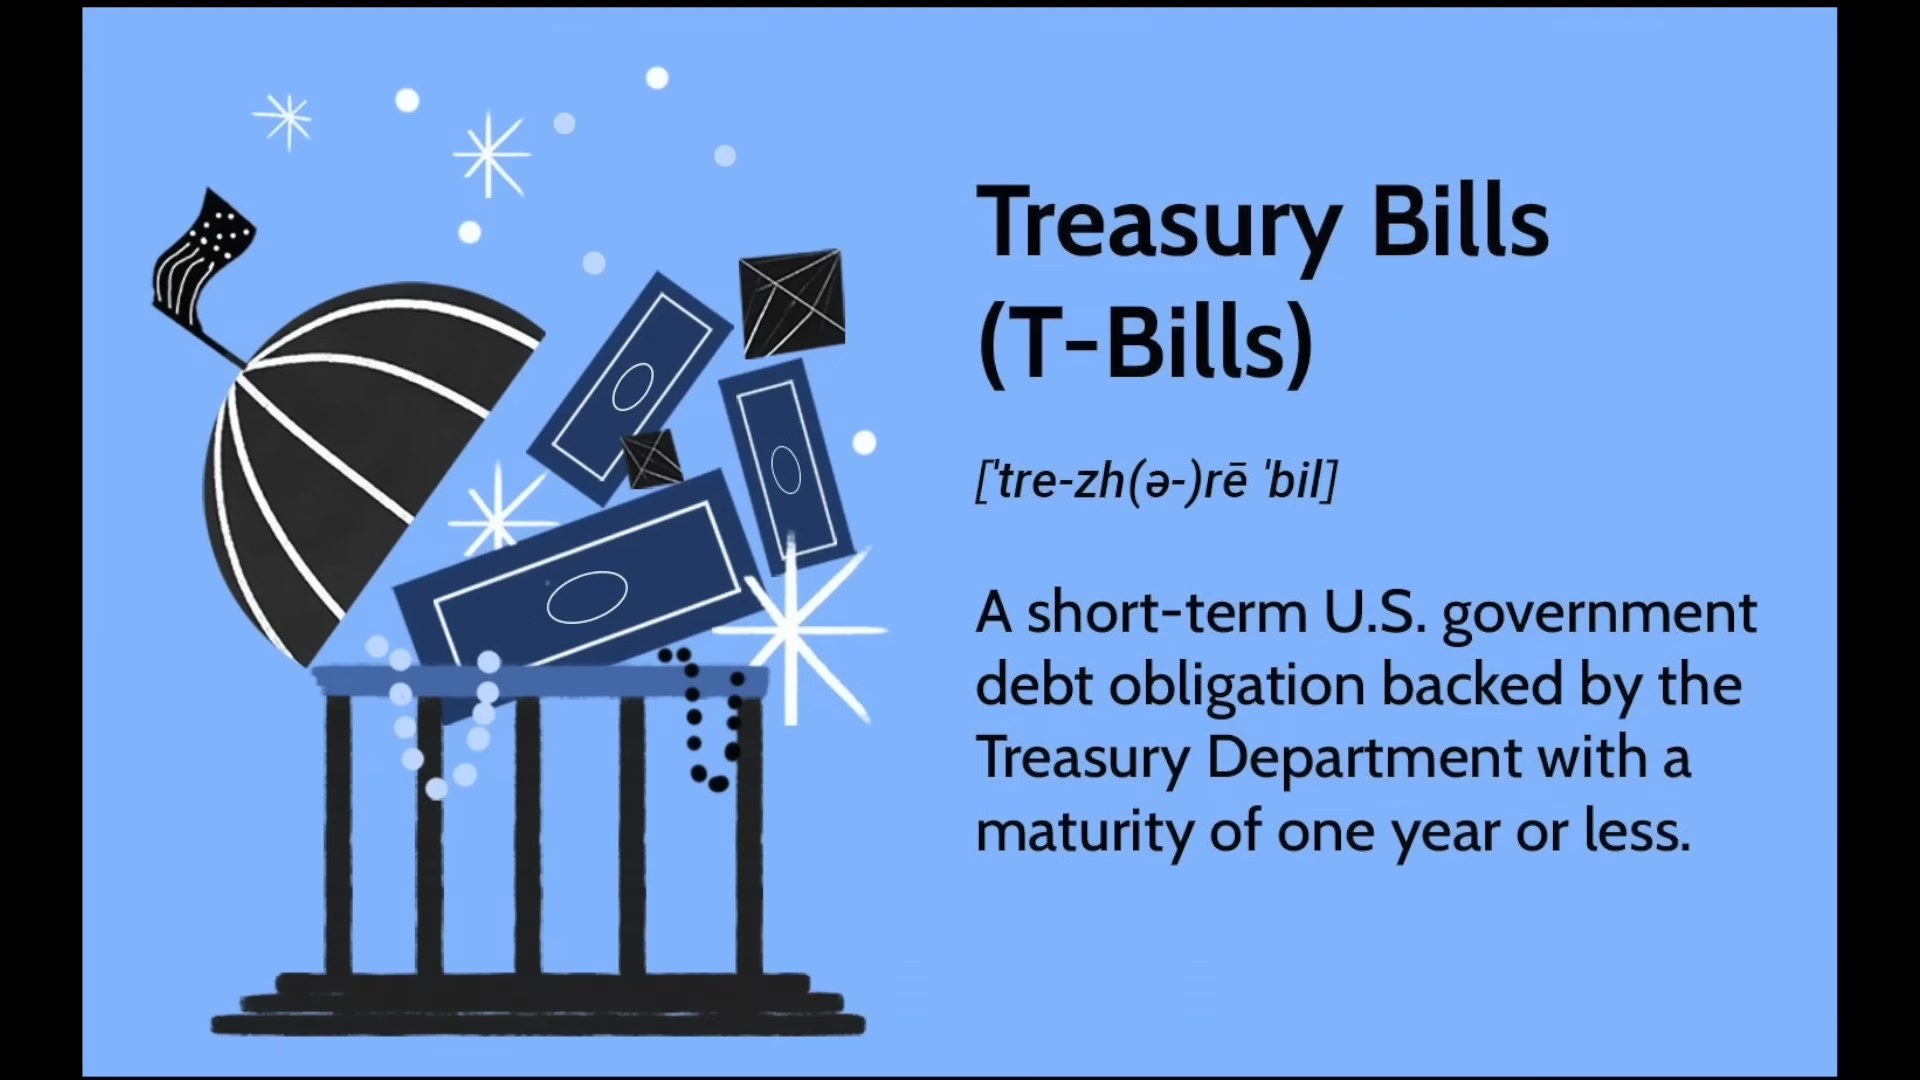 Treasury Bills
(T-Bills)
['tre-zh(ə-)rē 'bil]
A short-term U.S. government
debt obligation backed by the
Treasury Department with a
maturity of one year or less.